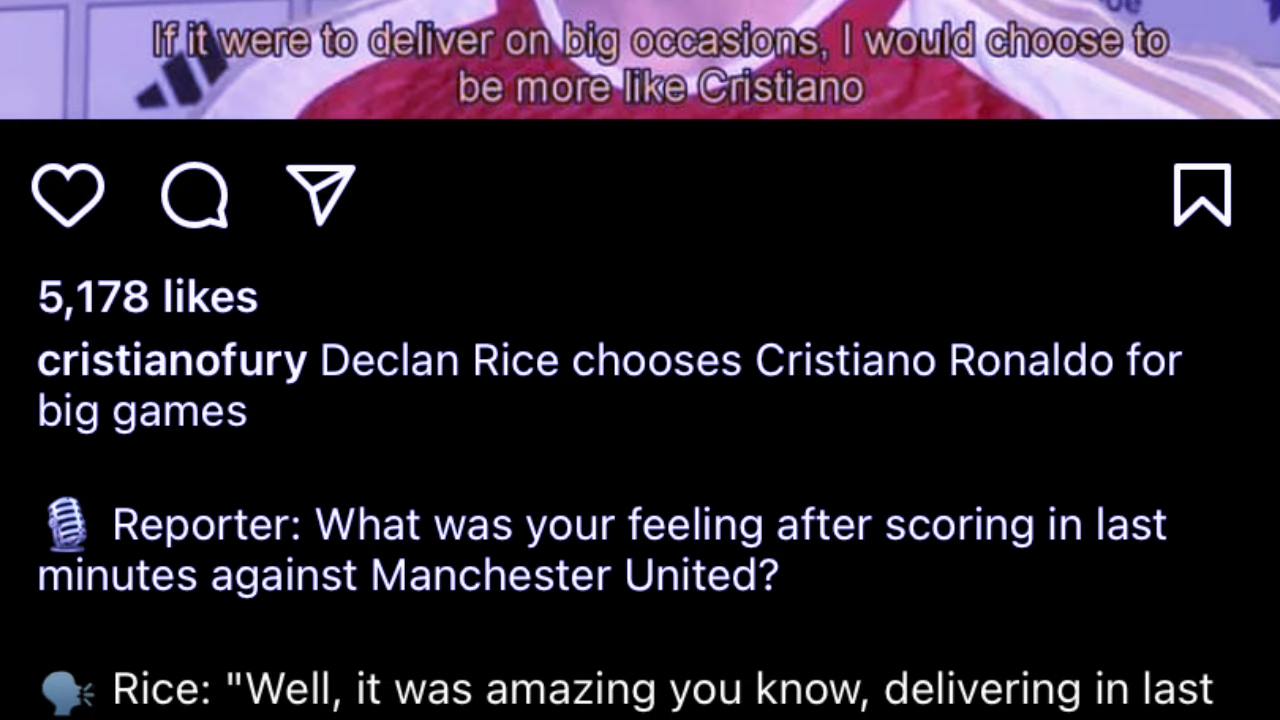 If it were to deliver on big occasions, I would choose to
be more like Cristiano
5,178 likes
cristianofury Declan Rice chooses Cristiano Ronaldo for
big games
🎙️ Reporter: What was your feeling after scoring in last
minutes against Manchester United?
🗣️ Rice: "Well, it was amazing you know, delivering in last